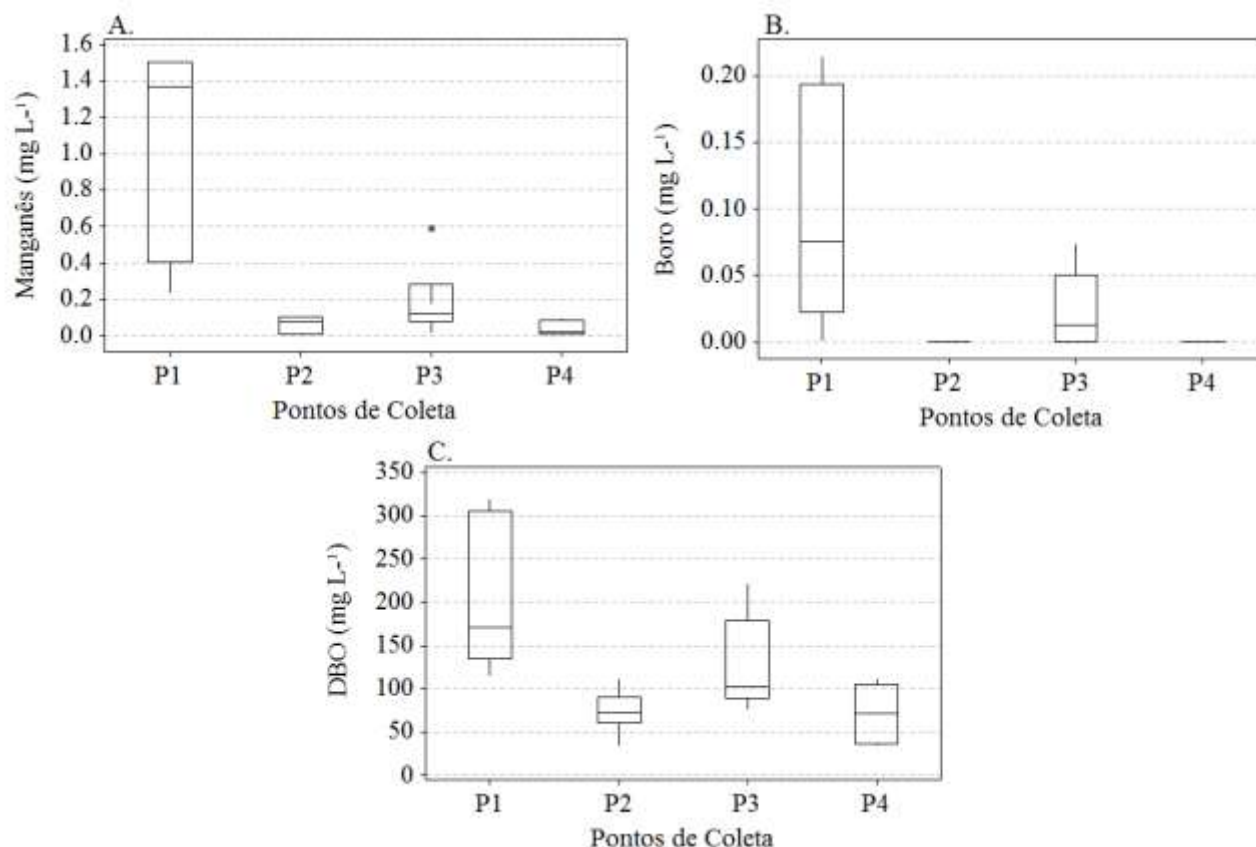 A.
Manganês (mg L-¹)
1.6
1.4
1.2
1.0
0.8
0.6
0.4
0.2
0.0
P1 P2 P3 P4
Pontos de Coleta
B.
Boro (mg L-¹)
0.20
0.15
0.10
0.05
0.00
P1 P2 P3 P4
Pontos de Coleta
C.
DBO (mg L-¹)
350
300
250
200
150
100
50
0
P1 P2 P3 P4
Pontos de Coleta